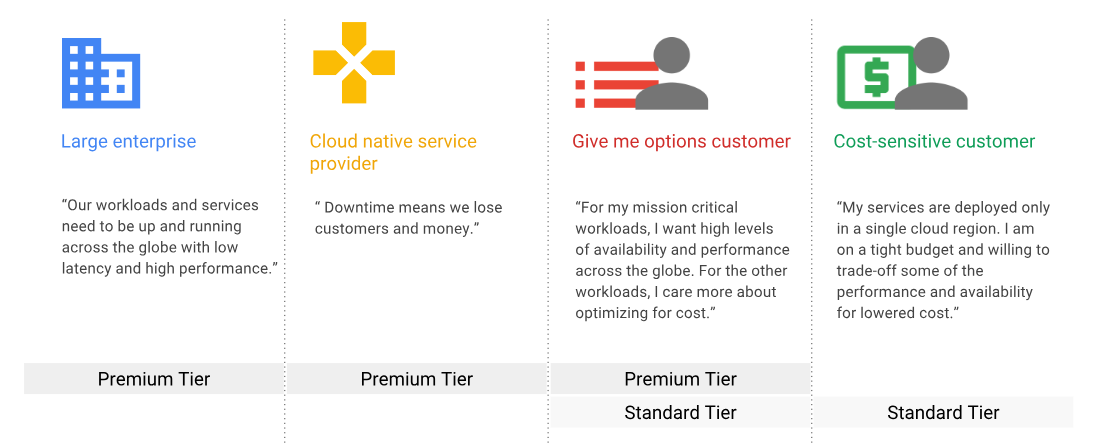 Large enterprise
“Our workloads and services
need to be up and running
across the globe with low
latency and high performance.”
Premium Tier
Cloud native service
provider
“ Downtime means we lose
customers and money.”
Premium Tier
Give me options customer
“For my mission critical
workloads, I want high levels
of availability and performance
across the globe. For the other
workloads, I care more about
optimizing for cost.”
Premium Tier
Standard Tier
$
Cost-sensitive customer
“My services are deployed only
in a single cloud region. I am
on a tight budget and willing to
trade-off some of the
performance and availability
for lowered cost.”
Standard Tier